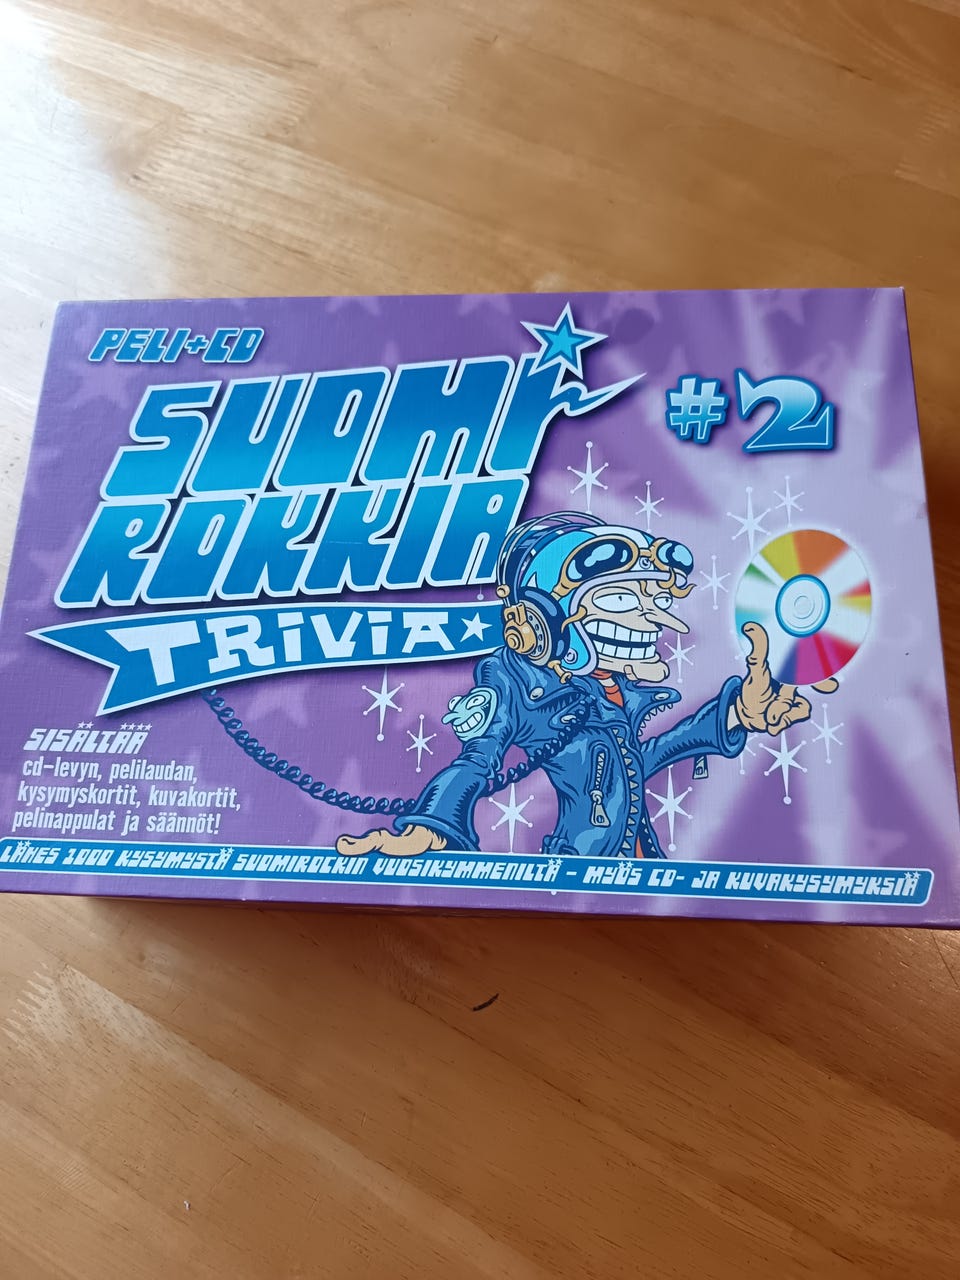 PELI+CD
SUOMI
ROKKIA
TRIVIA
#2
SISÄLTÄÄ
cd-levyn, pelilaudan,
kysymyskortit, kuvakortit,
pelinappulat ja säännöt!
LÄHES 1000 KYSYMYSTÄ SUOMIROCKIN VUOSIKYMMENILTÄ - MYÖS CD- JA KUVAKYSYMYKSIÄ